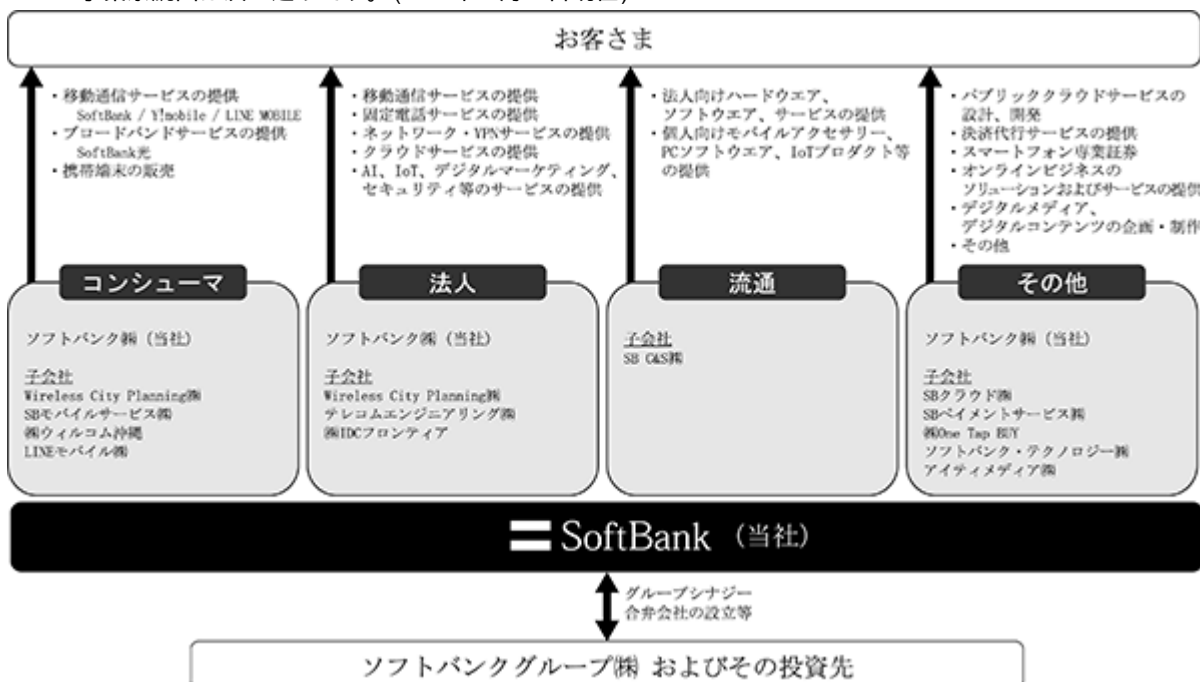 お客さま
・移動通信サービスの提供
SoftBank / Y!mobile / LINE MOBILE
・ブロードバンドサービスの提供
SoftBank光
・携帯端末の販売
・移動通信サービスの提供
・固定電話サービスの提供
・ネットワーク・VPNサービスの提供
・クラウドサービスの提供
・AI、IoT、デジタルマーケティング、
セキュリティ等のサービスの提供
・法人向けハードウエア、
ソフトウエア、サービスの提供
・個人向けモバイルアクセサリー、
PCソフトウエア、IoTプロダクト等
の提供
・パブリッククラウドサービスの
設計、開発
・決済代行サービスの提供
・スマートフォン専業証券
・オンラインビジネスの
ソリューションおよびサービスの提供
・デジタルメディア、
デジタルコンテンツの企画・制作
・その他
コンシューマ
ソフトバンク㈱（当社）
子会社
Wireless City Planning㈱
SBモバイルサービス㈱
㈱ウィルコム沖縄
LINEモバイル㈱
法人
ソフトバンク㈱（当社）
子会社
Wireless City Planning㈱
テレコムエンジニアリング㈱
㈱IDCフロンティア
流通
子会社
SB C&S㈱
その他
ソフトバンク㈱（当社）
子会社
SBクラウド㈱
SBペイメントサービス㈱
㈱One Tap BUY
ソフトバンク・テクノロジー㈱
アイティメディア㈱
SoftBank（当社）
グループシナジー
合弁会社の設立等
ソフトバンクグループ㈱ およびその投資先